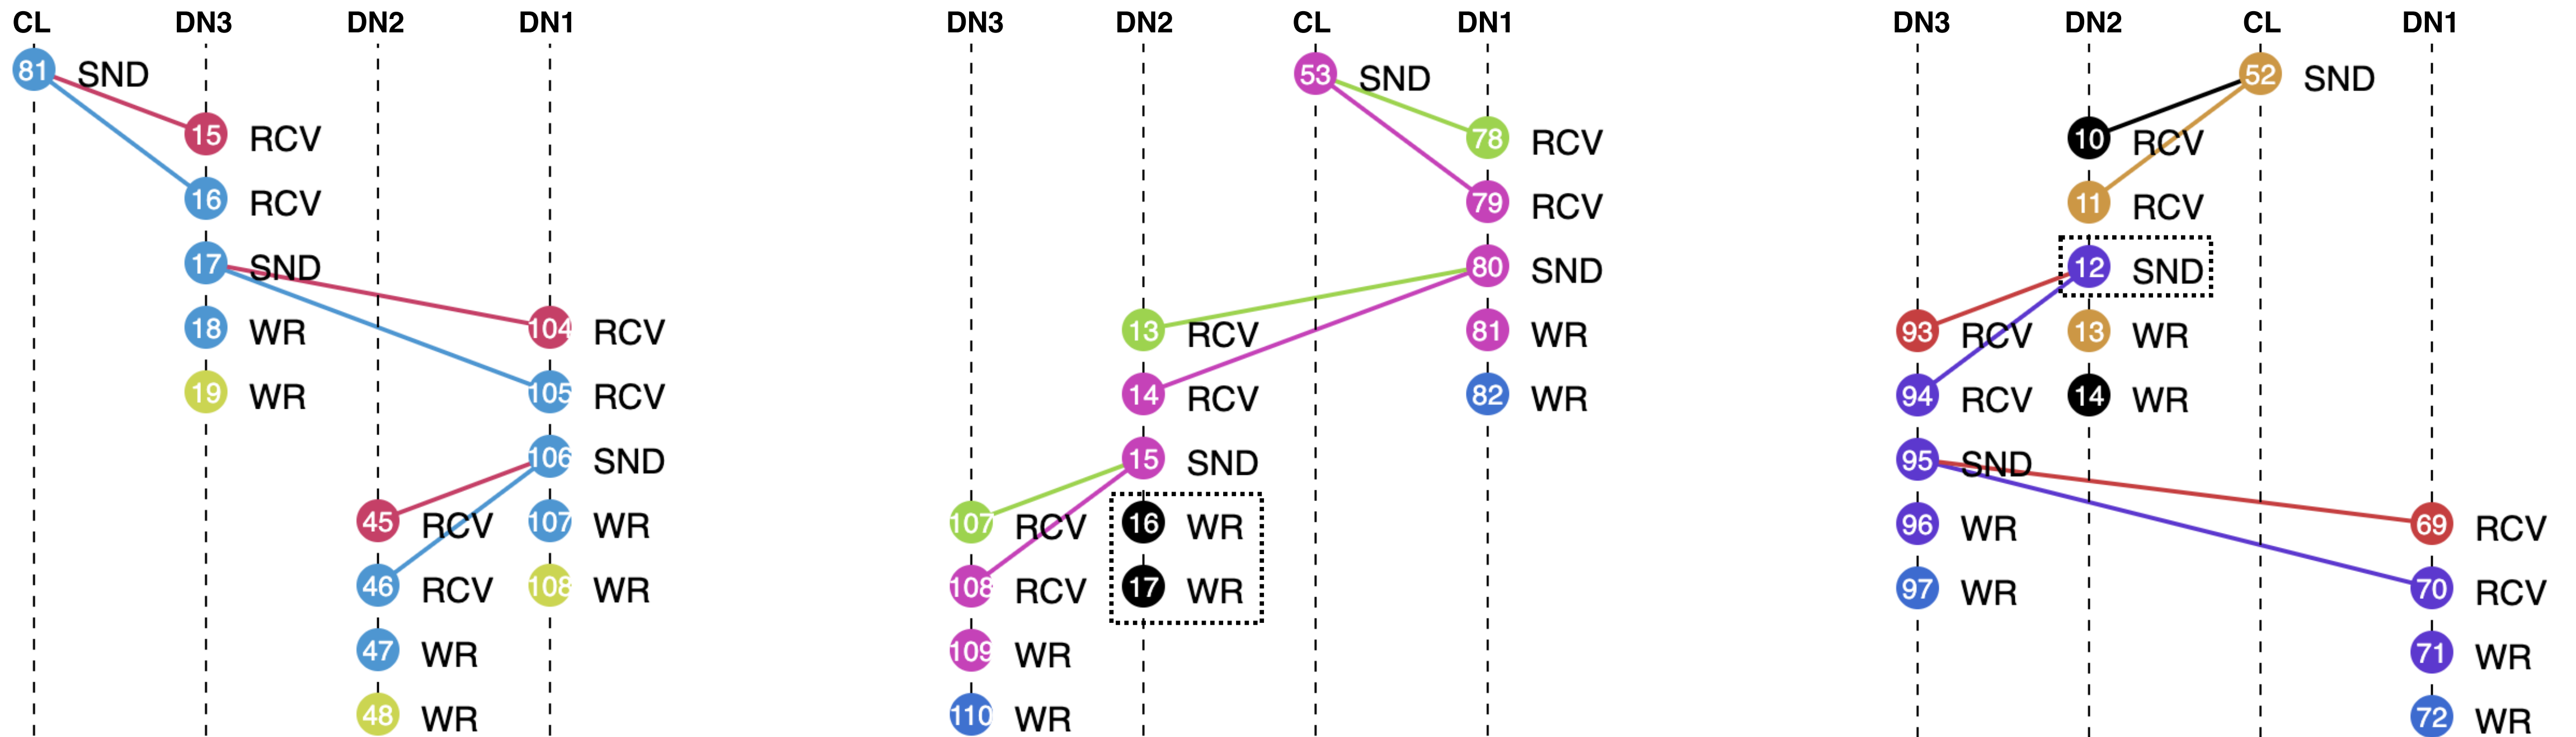 CL DN3 DN2 DN1
81 SND
15 RCV
16 RCV
17 SND
18 WR 104 RCV
19 WR 105 RCV
106 SND
45 RCV 107 WR
46 RCV 108 WR
47 WR
48 WR
DN3 DN2 CL DN1
53 SND
78 RCV
79 RCV
80 SND
13 RCV 81 WR
14 RCV 82 WR
15 SND
107 RCV 16 WR
108 RCV 17 WR
109 WR
110 WR
DN3 DN2 CL DN1
52 SND
10 RCV
11 RCV
12 SND
93 RCV 13 WR
94 RCV 14 WR
95 SND
96 WR 69 RCV
97 WR 70 RCV
71 WR
72 WR